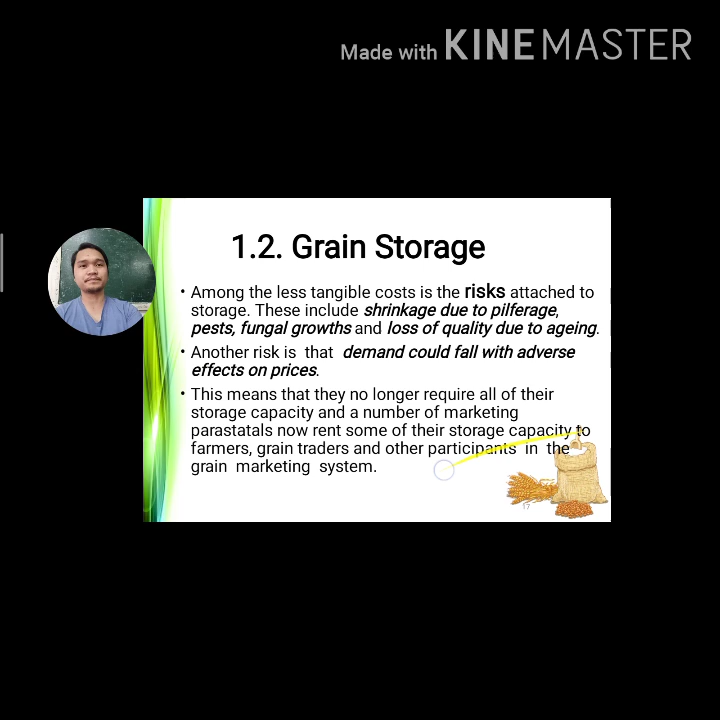 Made with KINEMASTER
1.2. Grain Storage
• Among the less tangible costs is the risks attached to
storage. These include shrinkage due to pilferage,
pests, fungal growths and loss of quality due to ageing.
• Another risk is that demand could fall with adverse
effects on prices.
• This means that they no longer require all of their
storage capacity and a number of marketing
parastatals now rent some of their storage capacity to
farmers, grain traders and other participants in the
grain marketing system.
17